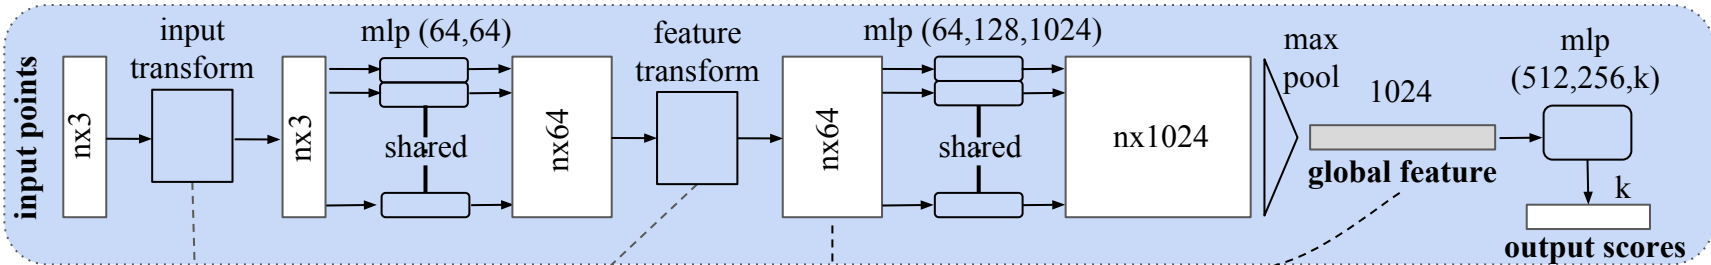 input points
nx3
input
transform
nx3
mlp (64,64)
shared
nx64
feature
transform
nx64
mlp (64,128,1024)
shared
nx1024
max
pool
1024
global feature
mlp
(512,256,k)
k
output scores